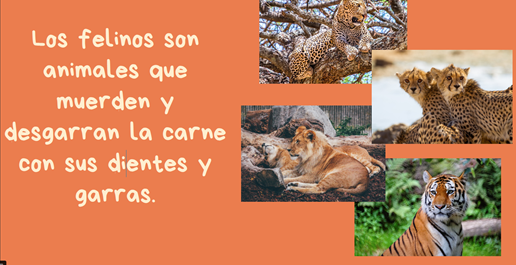 Los felinos son
animales que
muerden y
desgarran la carne
con sus dientes y
garras.